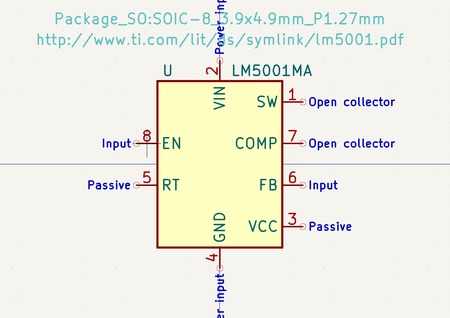 Package_SO:SOIC-8_3.9x4.9mm_P1.27mm
http://www.ti.com/lit/ds/symlink/lm5001.pdf
Power inp
U LM5001MA
2
VIN
SW 1 Open collector
Input 8 EN COMP 7 Open collector
Passive 5 RT FB 6 Input
VCC 3 Passive
GND
4
er input